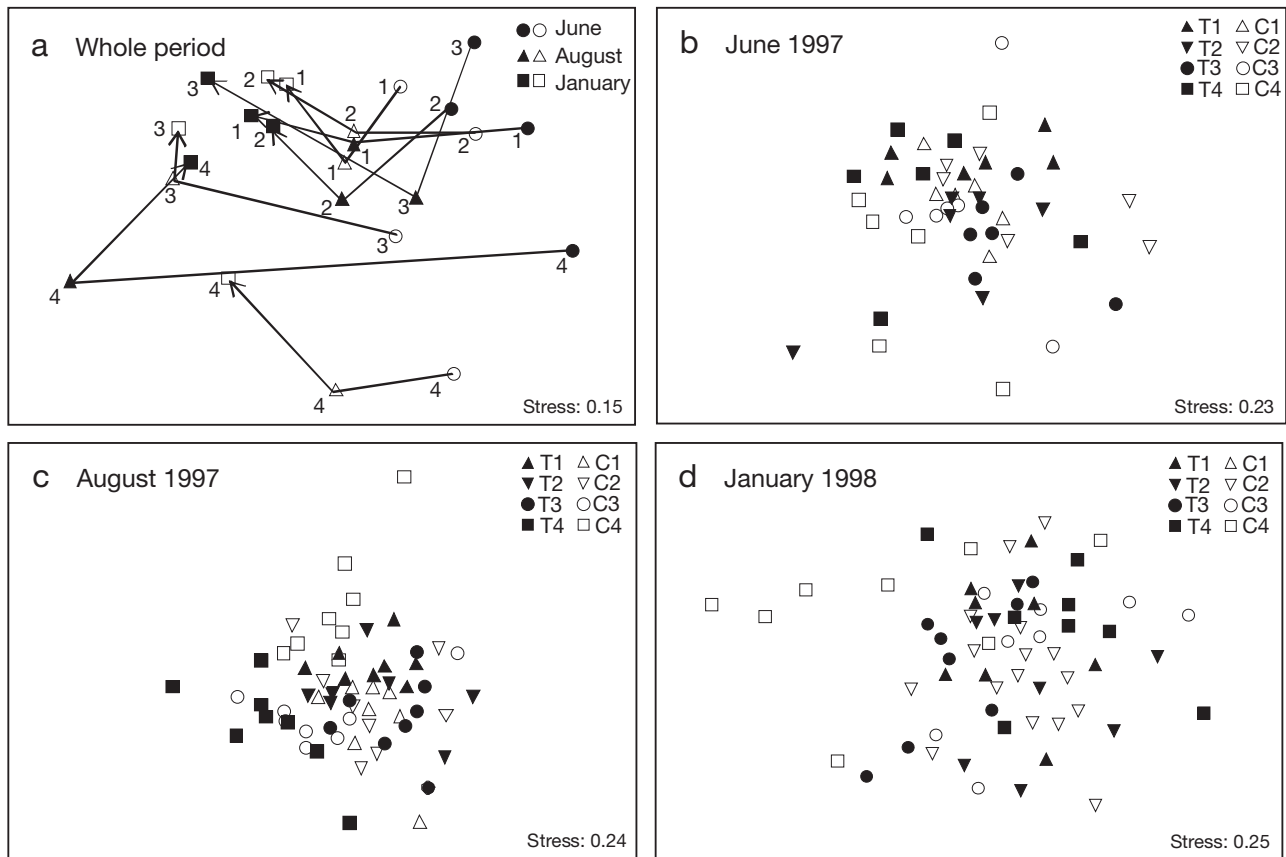 a Whole period
June
August
January
3
2 1
3
1
2
1
2
2
1
3
4
3
1
1
2
2
1
2
3
3
4
4
4
4
4
Stress: 0.15
b June 1997
T1 C1
T2 C2
T3 C3
T4 C4
Stress: 0.23
c August 1997
T1 C1
T2 C2
T3 C3
T4 C4
Stress: 0.24
d January 1998
T1 C1
T2 C2
T3 C3
T4 C4
Stress: 0.25